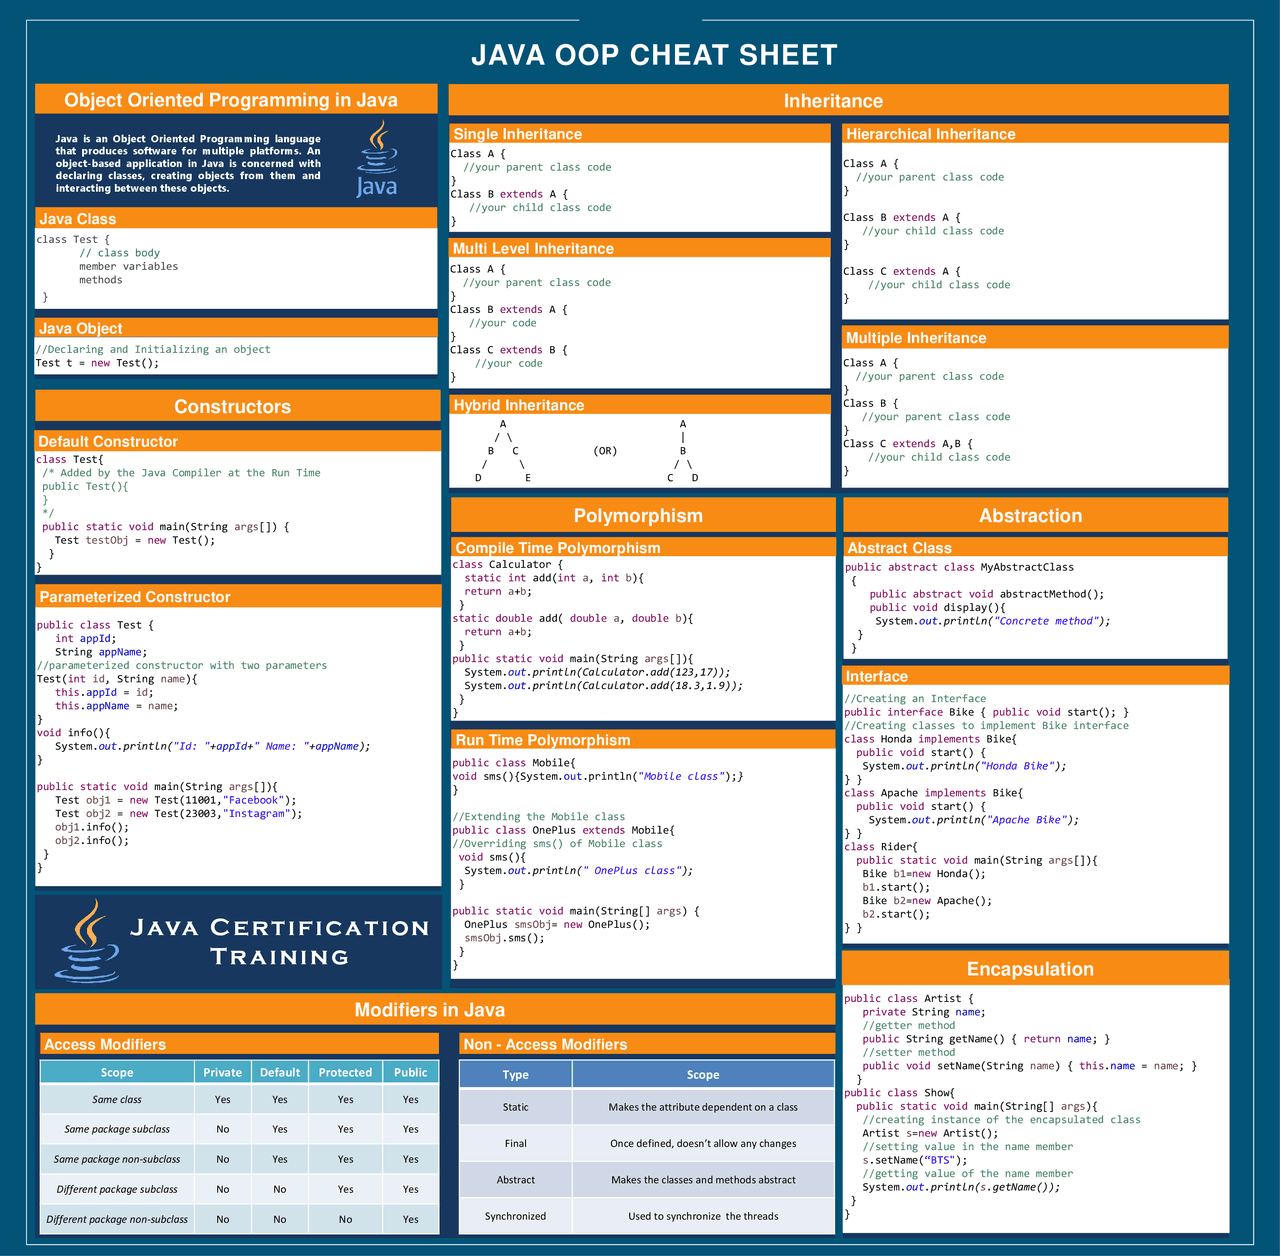 JAVA OOP CHEAT SHEET
Object Oriented Programming in Java
Java is an Object Oriented Programming language
that produces software for multiple platforms. An
object-based application in Java is concerned with
declaring classes, creating objects from them and
interacting between these objects.
Java
Java Class
class Test {
// class body
member variables
methods
}
Java Object
//Declaring and Initializing an object
Test t = new Test();
Constructors
Default Constructor
class Test{
/* Added by the Java Compiler at the Run Time
public Test(){
}
*/
public static void main(String args[]) {
Test testObj = new Test();
}
}
Parameterized Constructor
public class Test {
int appId;
String appName;
//parameterized constructor with two parameters
Test(int id, String name){
this.appId = id;
this.appName = name;
}
void info(){
System.out.println("Id: "+appId+" Name: "+appName);
}
public static void main(String args[]){
Test obj1 = new Test(11001,"Facebook");
Test obj2 = new Test(23003,"Instagram");
obj1.info();
obj2.info();
}
}
JAVA CERTIFICATION
TRAINING
Inheritance
Single Inheritance
Class A {
//your parent class code
}
Class B extends A {
//your child class code
}
Multi Level Inheritance
Class A {
//your parent class code
}
Class B extends A {
//your code
}
Class C extends B {
//your code
}
Hybrid Inheritance
A A
/ \ |
B C (OR) B
/ \ / \
D E C D
Hierarchical Inheritance
Class A {
//your parent class code
}
Class B extends A {
//your child class code
}
Class C extends A {
//your child class code
}
Multiple Inheritance
Class A {
//your parent class code
}
Class B {
//your parent class code
}
Class C extends A,B {
//your child class code
}
Polymorphism
Compile Time Polymorphism
class Calculator {
static int add(int a, int b){
return a+b;
}
static double add( double a, double b){
return a+b;
}
public static void main(String args[]){
System.out.println(Calculator.add(123,17));
System.out.println(Calculator.add(18.3,1.9));
}
}
Run Time Polymorphism
public class Mobile{
void sms(){System.out.println("Mobile class");}
}
//Extending the Mobile class
public class OnePlus extends Mobile{
//Overriding sms() of Mobile class
void sms(){
System.out.println(" OnePlus class");
}
public static void main(String[] args) {
OnePlus smsObj= new OnePlus();
smsObj.sms();
}
}
Abstraction
Abstract Class
public abstract class MyAbstractClass
{
public abstract void abstractMethod();
public void display(){
System.out.println("Concrete method");
}
}
Interface
//Creating an Interface
public interface Bike { public void start(); }
//Creating classes to implement Bike interface
class Honda implements Bike{
public void start() {
System.out.println("Honda Bike");
} }
class Apache implements Bike{
public void start() {
System.out.println("Apache Bike");
} }
class Rider{
public static void main(String args[]){
Bike b1=new Honda();
b1.start();
Bike b2=new Apache();
b2.start();
} }
Encapsulation
public class Artist {
private String name;
//getter method
public String getName() { return name; }
//setter method
public void setName(String name) { this.name = name; }
}
public class Show{
public static void main(String[] args){
//creating instance of the encapsulated class
Artist s=new Artist();
//setting value in the name member
s.setName(“BTS");
//getting value of the name member
System.out.println(s.getName());
}
}
Modifiers in Java
Access Modifiers
Scope Private Default Protected Public
Same class Yes Yes Yes Yes
Same package subclass No Yes Yes Yes
Same package non-subclass No Yes Yes Yes
Different package subclass No No Yes Yes
Different package non-subclass No No No Yes
Non - Access Modifiers
Type Scope
Static Makes the attribute dependent on a class
Final Once defined, doesn’t allow any changes
Abstract Makes the classes and methods abstract
Synchronized Used to synchronize the threads